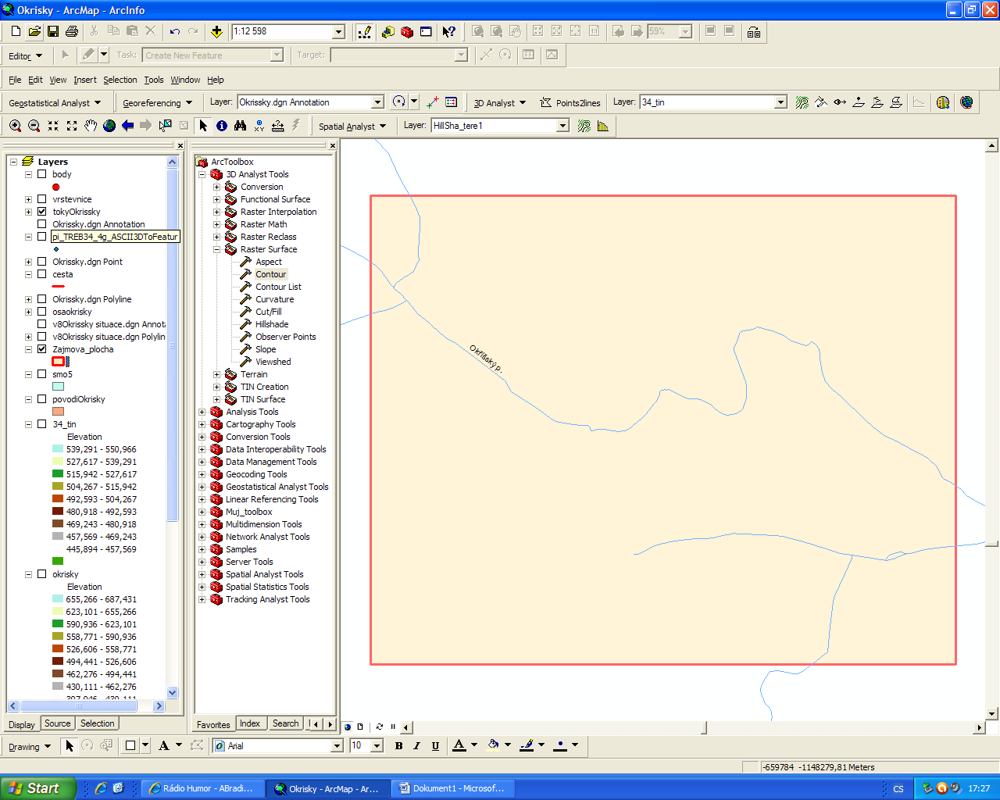 Okrisky - ArcMap - ArcInfo
1:12 598
59%
Editor
Task: Create New Feature
Target:
File Edit View Insert Selection Tools Window Help
Geostatistical Analyst
Georeferencing
Layer: Okrissky.dgn Annotation
3D Analyst
Points2lines
Layer: 34_tin
Spatial Analyst
Layer: HillSha_tere1
Layers
body
vrstevnice
tokyOkrissky
Okrissky.dgn Annotation
pi_TREB34_4g_ASCII3DToFeatur
Okrissky.dgn Point
cesta
Okrissky.dgn Polyline
osaokrisky
v8Okrissky situace.dgn Annota
v8Okrissky situace.dgn Polylin
Zajmova_plocha
smo5
povodiOkrisky
34_tin
Elevation
539,291 - 550,966
527,617 - 539,291
515,942 - 527,617
504,267 - 515,942
492,593 - 504,267
480,918 - 492,593
469,243 - 480,918
457,569 - 469,243
445,894 - 457,569
okrisky
Elevation
655,266 - 687,431
623,101 - 655,266
590,936 - 623,101
558,771 - 590,936
526,606 - 558,771
494,441 - 526,606
462,276 - 494,441
430,111 - 462,276
397,946 - 430,111
Display Source Selection
ArcToolbox
3D Analyst Tools
Conversion
Functional Surface
Raster Interpolation
Raster Math
Raster Reclass
Raster Surface
Aspect
Contour
Contour List
Curvature
Cut/Fill
Hillshade
Observer Points
Slope
Viewshed
Terrain
TIN Creation
TIN Surface
Analysis Tools
Cartography Tools
Conversion Tools
Data Interoperability Tools
Data Management Tools
Geocoding Tools
Geostatistical Analyst Tools
Linear Referencing Tools
Muj_toolbox
Multidimension Tools
Network Analyst Tools
Samples
Server Tools
Spatial Analyst Tools
Spatial Statistics Tools
Tracking Analyst Tools
Favorites Index Search
Okříšský p.
Drawing
A
Arial
10
B I U A
-659784 -1148279,81 Meters
Start
Rádio Humor - ABradi...
Okrisky - ArcMap - Ar...
Dokument1 - Microsof...
CS
17:27